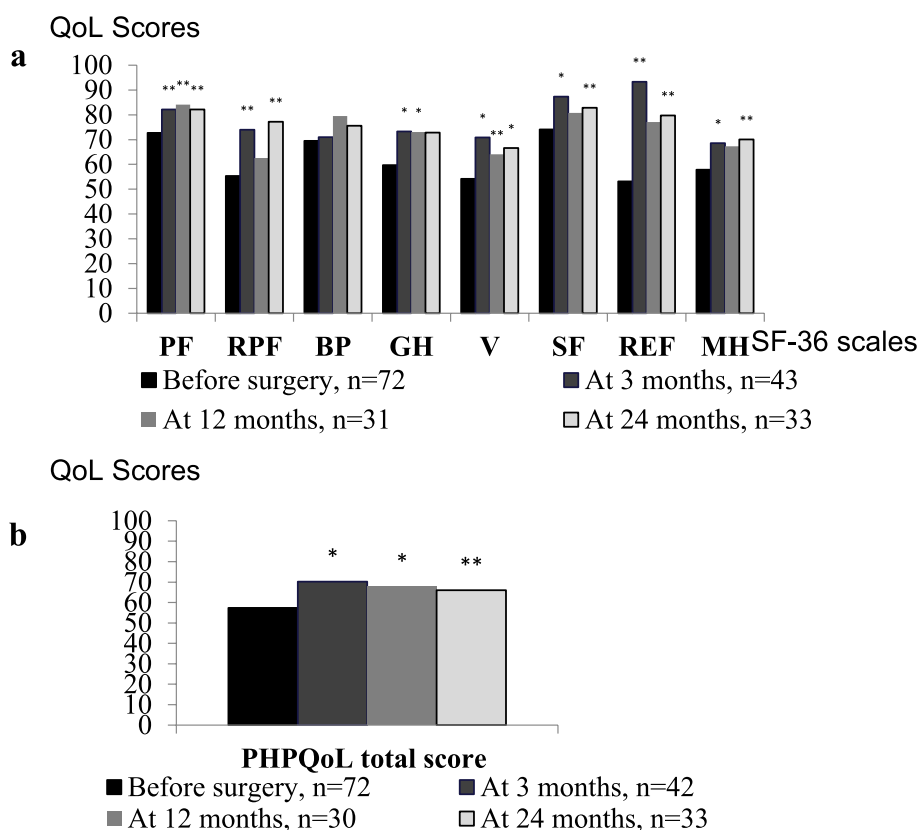 QoL Scores
a
100
90
80
70
60
50
40
30
20
10
0
** ** **
** **
* *
* ** *
* **
** **
* **
PF RPF BP GH V SF REF MH SF-36 scales
Before surgery, n=72 At 3 months, n=43
At 12 months, n=31 At 24 months, n=33
QoL Scores
b
100
90
80
70
60
50
40
30
20
10
0
* * **
PHPQoL total score
Before surgery, n=72 At 3 months, n=42
At 12 months, n=30 At 24 months, n=33